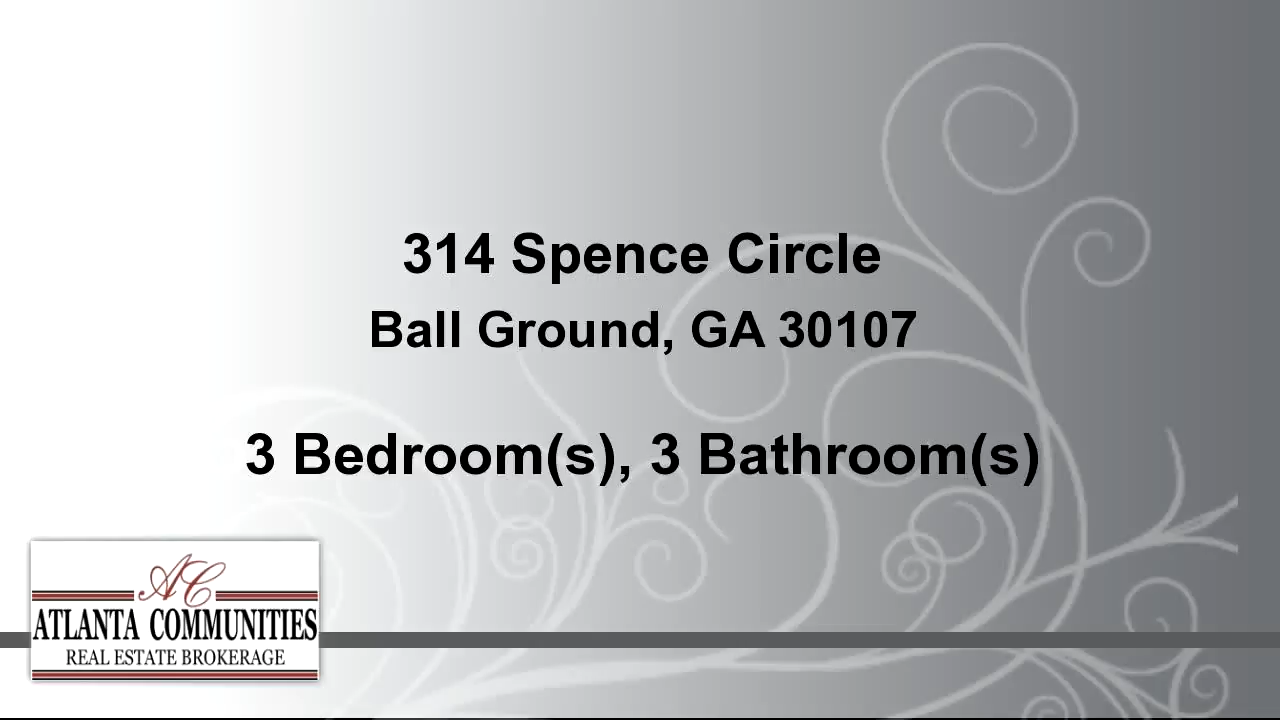 314 Spence Circle
Ball Ground, GA 30107
3 Bedroom(s), 3 Bathroom(s)
AC
ATLANTA COMMUNITIES
REAL ESTATE BROKERAGE